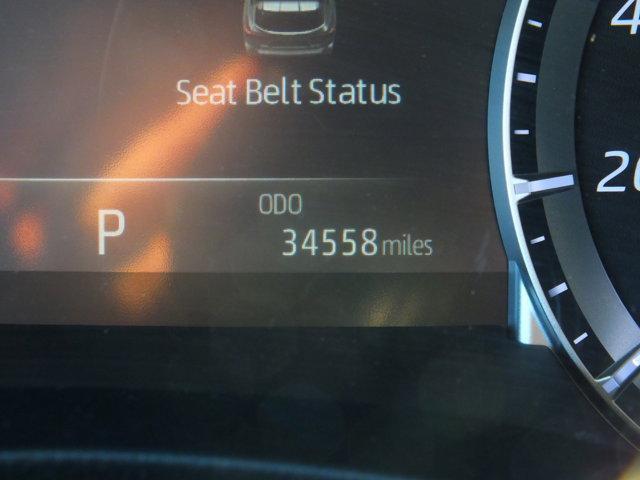 Seat Belt Status
P
ODO
34558 miles